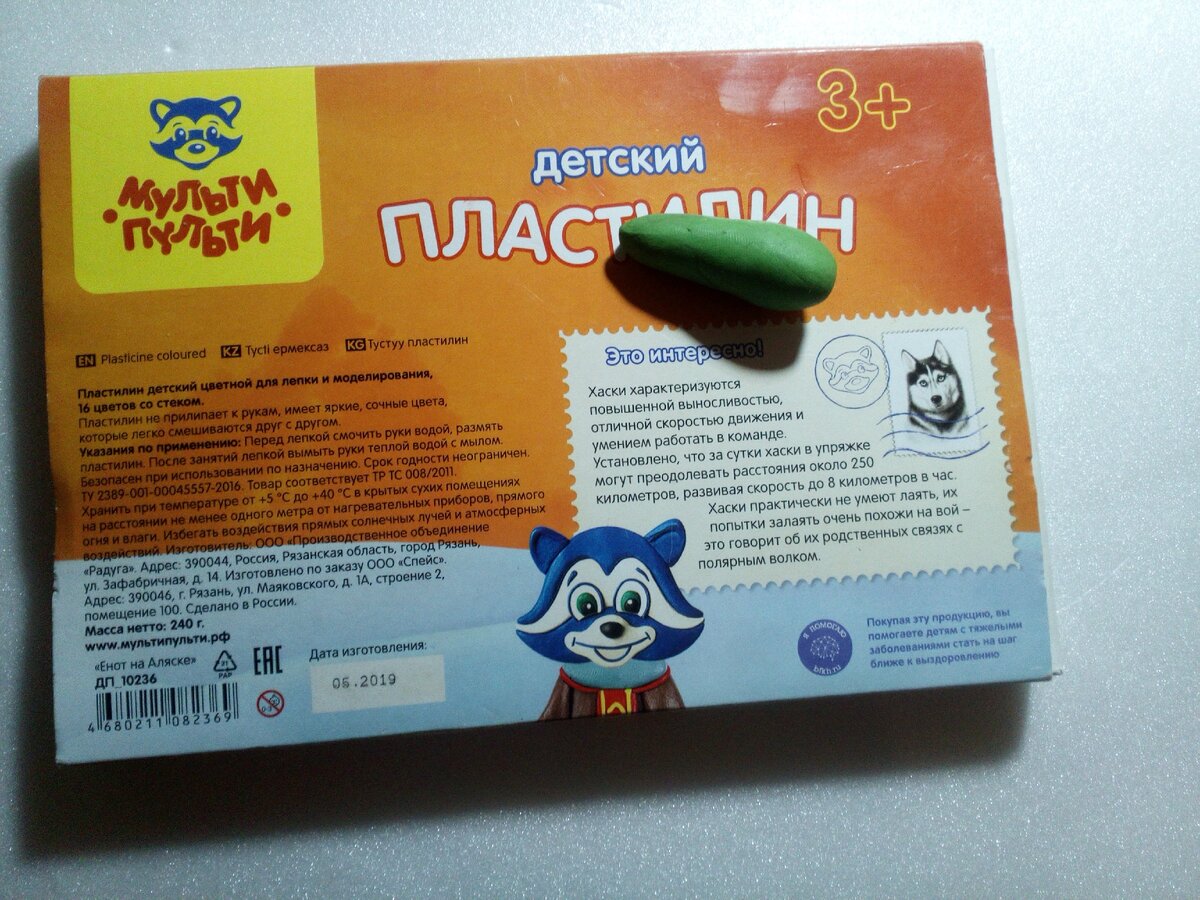 МУЛЬТИ
ПУЛЬТИ
3+
детский
ПЛАСТИЛИН
EN Plasticine coloured KZ Түсті ермексаз KG Түстүү пластилин
Пластилин детский цветной для лепки и моделирования,
16 цветов со стеком.
Пластилин не прилипает к рукам, имеет яркие, сочные цвета,
которые легко смешиваются друг с другом.
Указания по применению: Перед лепкой смочить руки водой, размять
пластилин. После занятий лепкой вымыть руки теплой водой с мылом.
Безопасен при использовании по назначению. Срок годности неограничен.
ТУ 2389-001-00045557-2016. Товар соответствует ТР ТС 008/2011.
Хранить при температуре от +5 °С до +40 °С в крытых сухих помещениях
на расстоянии не менее одного метра от нагревательных приборов, прямого
огня и влаги. Избегать воздействия прямых солнечных лучей и атмосферных
воздействий. Изготовитель: ООО «Производственное объединение
«Радуга». Адрес: 390044, Россия, Рязанская область, город Рязань,
ул. Зафабричная, д. 14. Изготовлено по заказу ООО «Спейс».
Адрес: 390046, г. Рязань, ул. Маяковского, д. 1А, строение 2,
помещение 100. Сделано в России.
Масса нетто: 240 г.
www.мультипульти.рф
«Енот на Аляске»
ДП_10236
21
PAP
EAC
4 680211 082369
0-3
Дата изготовления:
05.2019
Это интересно!
Хаски характеризуются
повышенной выносливостью,
отличной скоростью движения и
умением работать в команде.
Установлено, что за сутки хаски в упряжке
могут преодолевать расстояния около 250
километров, развивая скорость до 8 километров в час.
Хаски практически не умеют лаять, их
попытки залаять очень похожи на вой –
это говорит об их родственных связях с
полярным волком.
Я ПОМОГАЮ
bfkh.ru
Покупая эту продукцию, вы
помогаете детям с тяжелыми
заболеваниями стать на шаг
ближе к выздоровлению